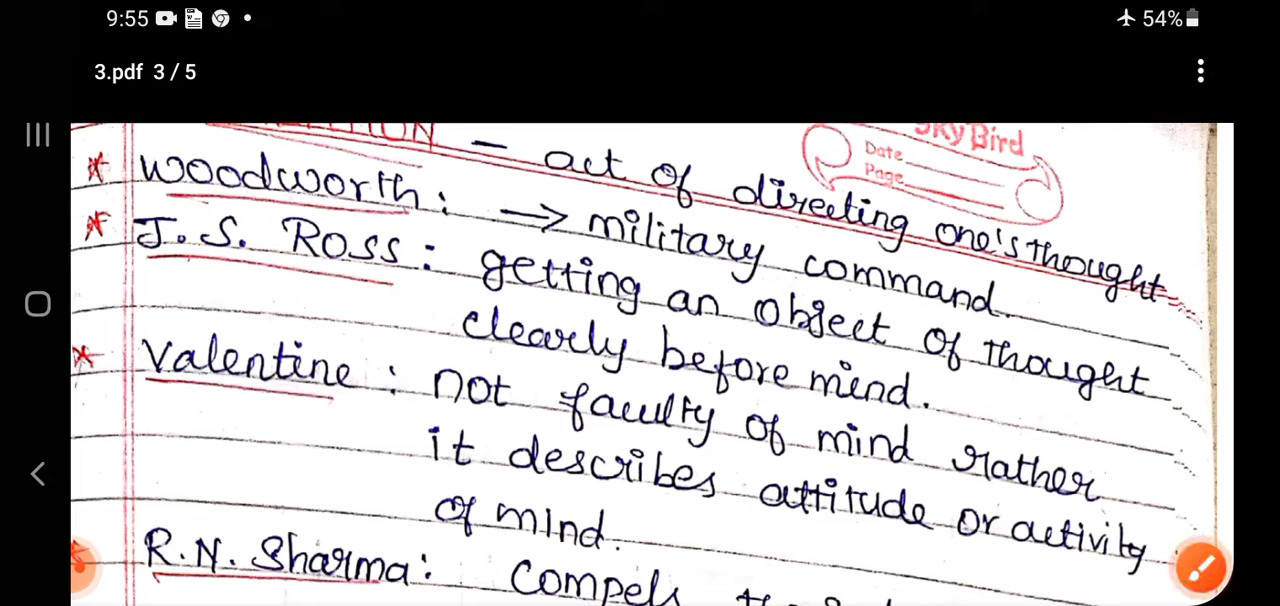 9:55
54%
3.pdf 3 / 5
Sky Bird
Date
Page
— act of directing one's thought
* Woodworth : ⇒ military command.
* J. S. Ross : getting an object of thought
clearly before mind.
* Valentine : not faculty of mind rather
it describes attitude or activity
of mind.
R.N. Sharma : Compels